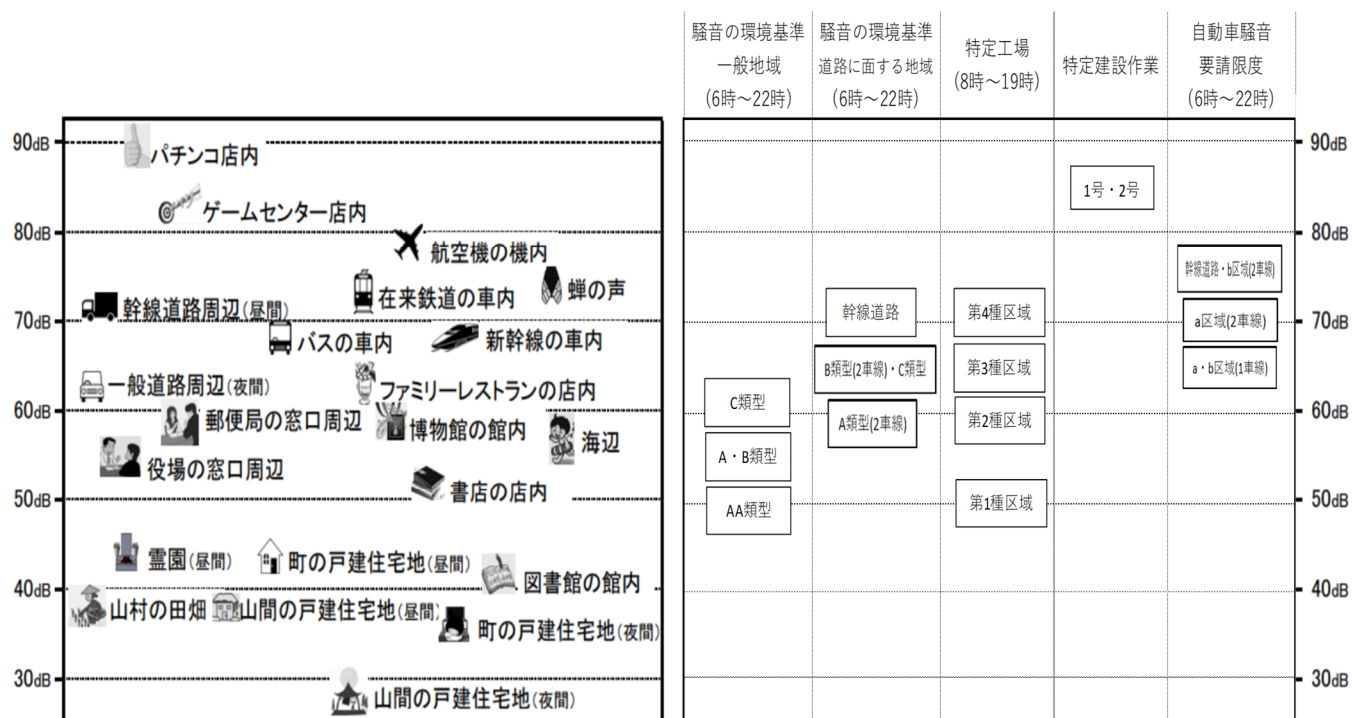 騒音の環境基準
一般地域
(6時～22時)
騒音の環境基準
道路に面する地域
(6時～22時)
特定工場
(8時～19時)
特定建設作業
自動車騒音
要請限度
(6時～22時)
90dB
パチンコ店内
ゲームセンター店内
80dB
航空機の機内
在来鉄道の車内
蝉の声
幹線道路周辺(昼間)
70dB
バスの車内
新幹線の車内
一般道路周辺(夜間)
ファミリーレストランの店内
60dB
郵便局の窓口周辺
博物館の館内
海辺
役場の窓口周辺
書店の店内
50dB
霊園(昼間)
町の戸建住宅地(昼間)
図書館の館内
40dB
山村の田畑
山間の戸建住宅地(昼間)
町の戸建住宅地(夜間)
30dB
山間の戸建住宅地(夜間)
C類型
A・B類型
AA類型
幹線道路
B類型(2車線)・C類型
A類型(2車線)
第4種区域
第3種区域
第2種区域
第1種区域
1号・2号
幹線道路・b区域(2車線)
a区域(2車線)
a・b区域(1車線)
90dB
80dB
70dB
60dB
50dB
40dB
30dB